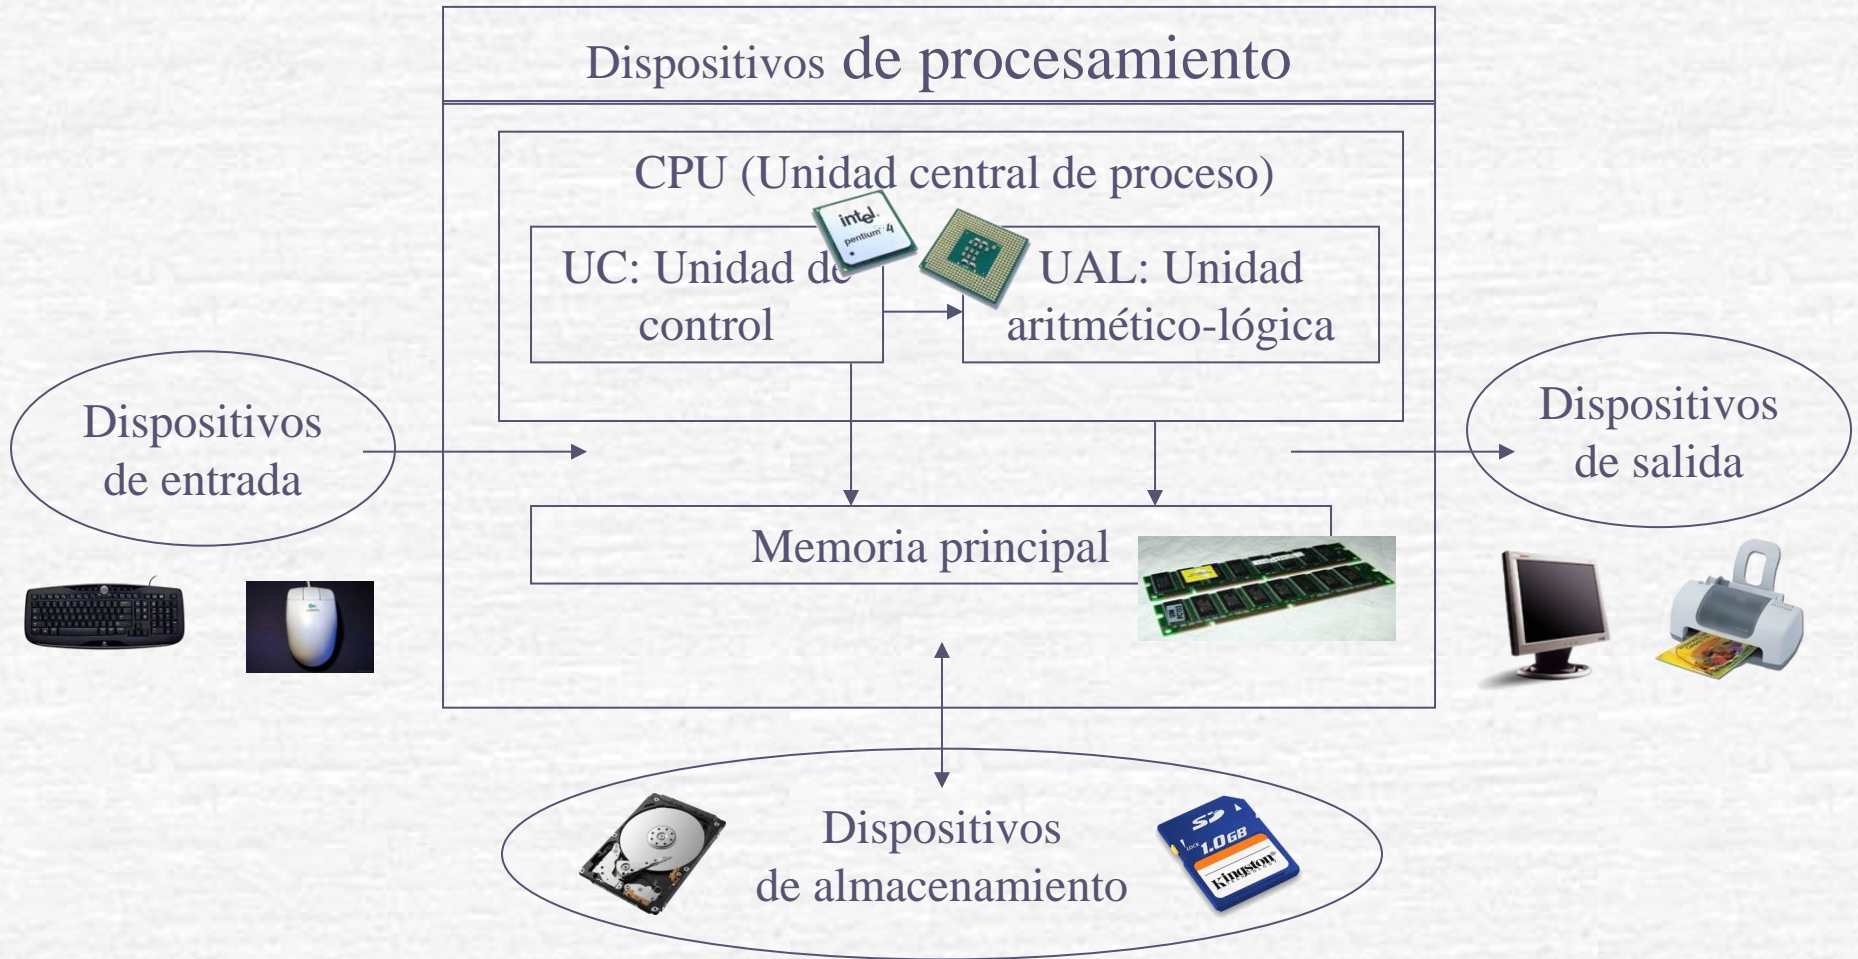 Dispositivos de procesamiento
CPU (Unidad central de proceso)
intel.
pentium 4
UC: Unidad de
control
UAL: Unidad
aritmético-lógica
Dispositivos
de entrada
Dispositivos
de salida
Memoria principal
Dispositivos
de almacenamiento
SD
LOCK 1.0GB
Kingston